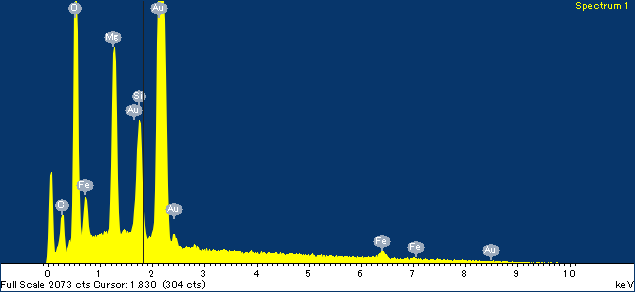 Spectrum 1
O Au
Mg
Si
Au
Fe
O Au
Fe Fe Au
0 1 2 3 4 5 6 7 8 9 10
Full Scale 2073 cts Cursor: 1.830 (304 cts) keV